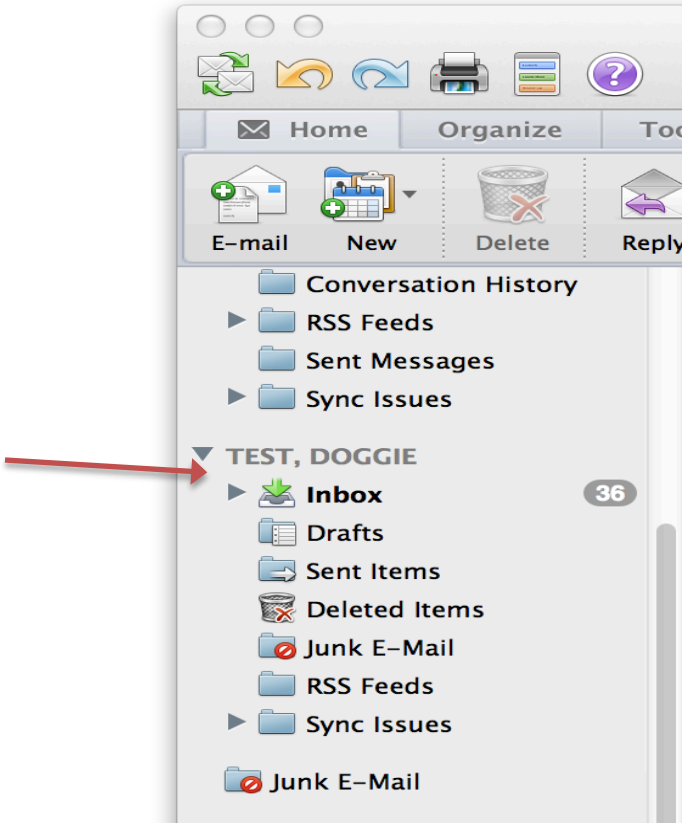 Home Organize Too
E-mail New Delete Reply
Conversation History
RSS Feeds
Sent Messages
Sync Issues
TEST, DOGGIE
Inbox 36
Drafts
Sent Items
Deleted Items
Junk E-Mail
RSS Feeds
Sync Issues
Junk E-Mail